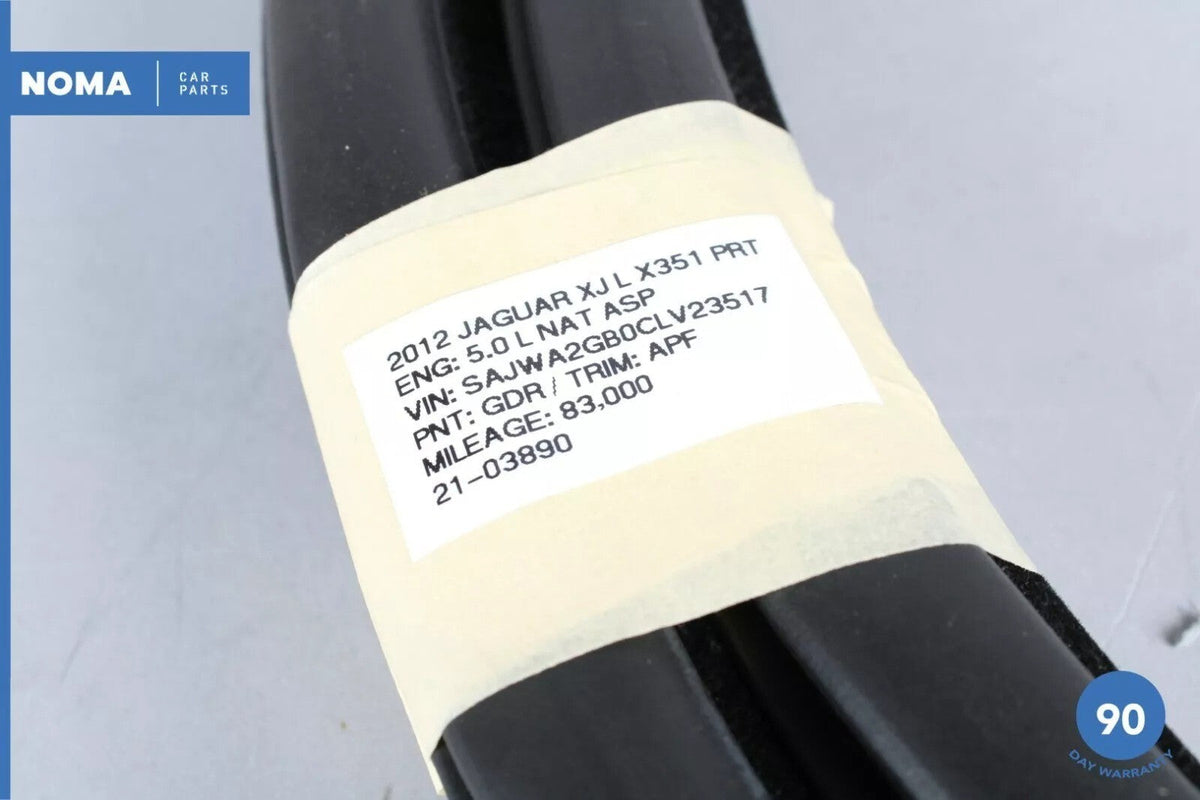 NOMA
CAR
PARTS
2012 JAGUAR XJ L X351 PRT
ENG: 5.0 L NAT ASP
VIN: SAJWA2GB0CLV23517
PNT: GDR / TRIM: APF
MILEAGE: 83,000
21-03890
90
DAY WARRANTY